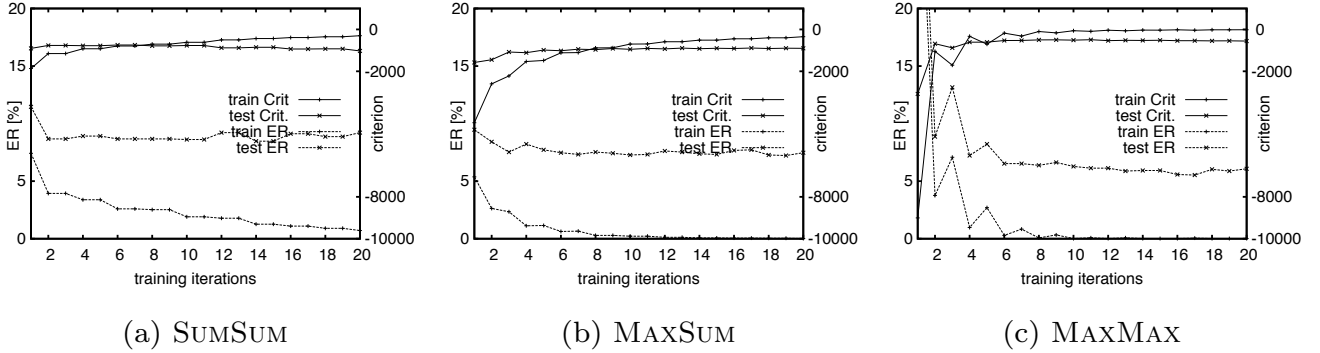 20
15
5
0
ER [%]
0
-2000
-8000
-10000
criterion
train Crit
test Crit.
train ER
test ER
2 4 6 8 10 12 14 16 18 20
training iterations
(a) SUMSUM
20
15
5
0
ER [%]
0
-2000
-8000
-10000
criterion
train Crit
test Crit.
train ER
test ER
2 4 6 8 10 12 14 16 18 20
training iterations
(b) MAXSUM
20
15
5
0
ER [%]
0
-2000
-8000
-10000
criterion
train Crit
test Crit.
train ER
test ER
2 4 6 8 10 12 14 16 18 20
training iterations
(c) MAXMAX